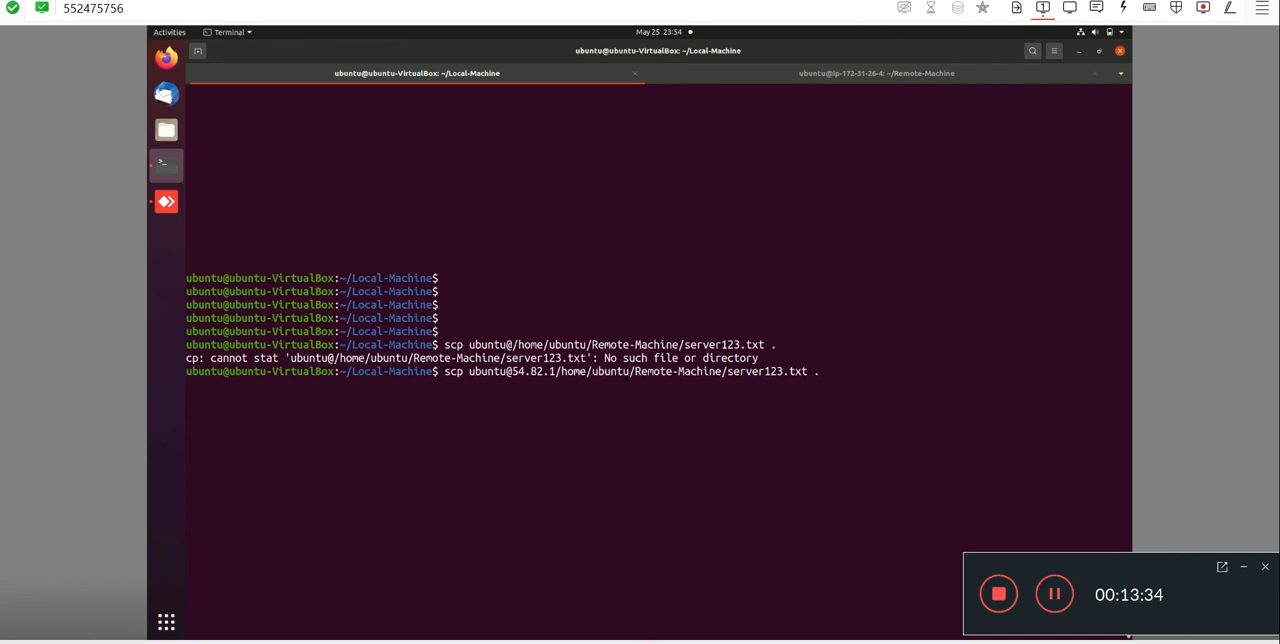 552475756
1
Activities
Terminal
May 25 23:54
ubuntu@ubuntu-VirtualBox: ~/Local-Machine
ubuntu@ubuntu-VirtualBox: ~/Local-Machine
ubuntu@ip-172-31-26-4: ~/Remote-Machine
ubuntu@ubuntu-VirtualBox:~/Local-Machine$
ubuntu@ubuntu-VirtualBox:~/Local-Machine$
ubuntu@ubuntu-VirtualBox:~/Local-Machine$
ubuntu@ubuntu-VirtualBox:~/Local-Machine$
ubuntu@ubuntu-VirtualBox:~/Local-Machine$
ubuntu@ubuntu-VirtualBox:~/Local-Machine$ scp ubuntu@/home/ubuntu/Remote-Machine/server123.txt .
cp: cannot stat 'ubuntu@/home/ubuntu/Remote-Machine/server123.txt': No such file or directory
ubuntu@ubuntu-VirtualBox:~/Local-Machine$ scp ubuntu@54.82.1/home/ubuntu/Remote-Machine/server123.txt .
00:13:34